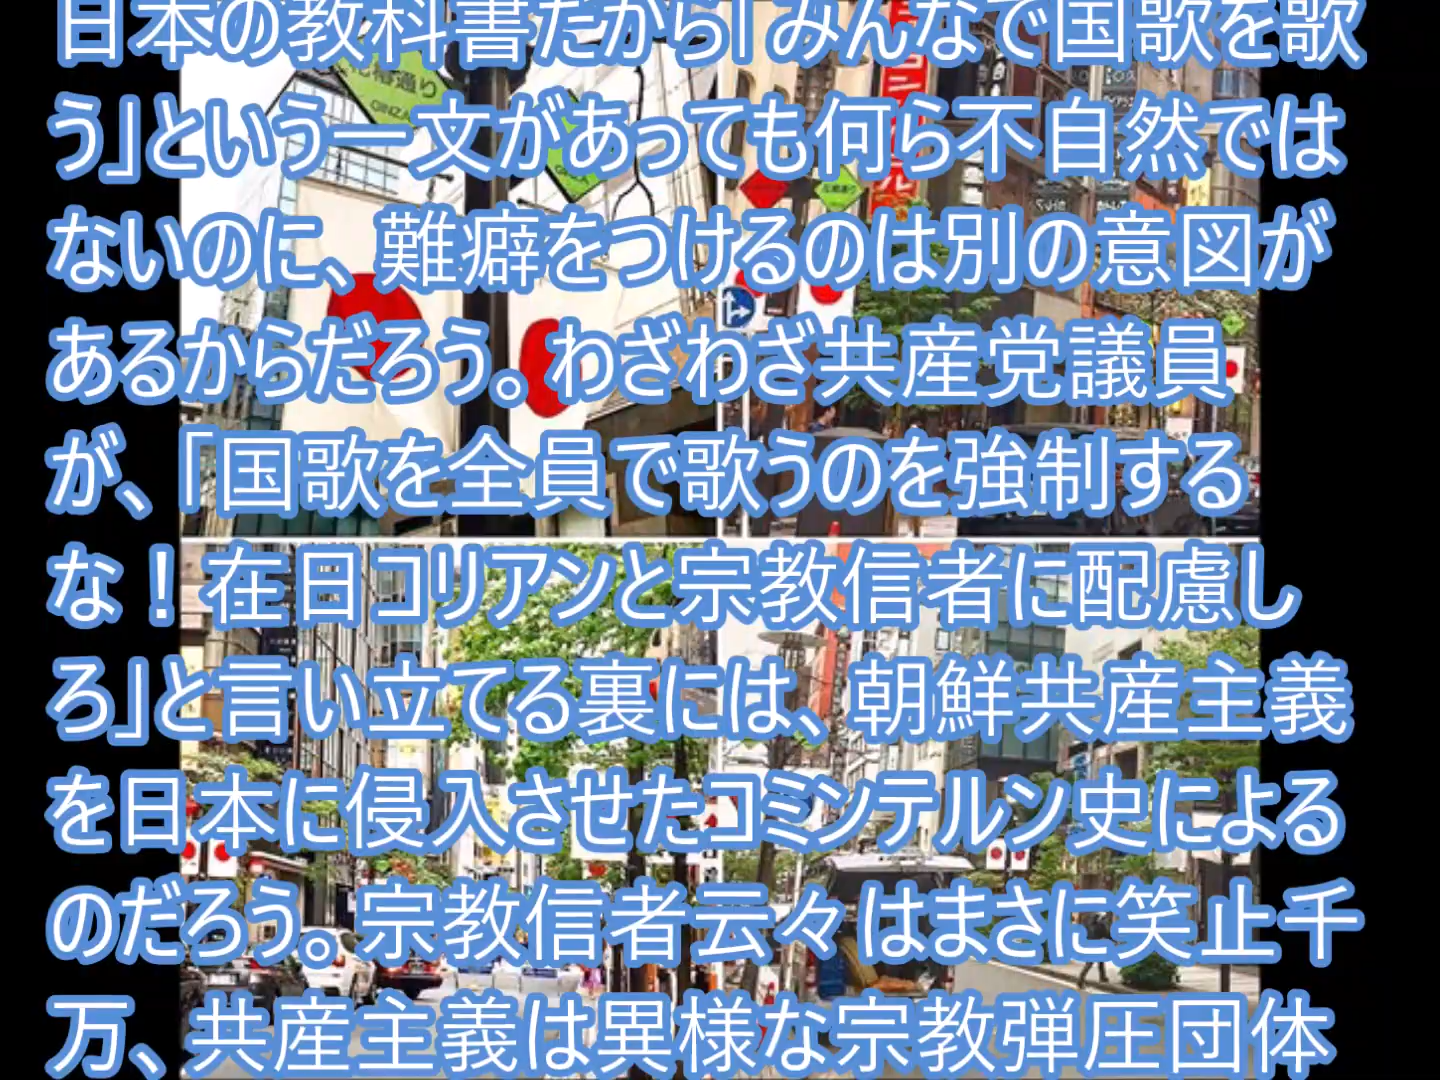 日本の教科書だから「みんなで国歌を歌
う」という一文があっても何ら不自然では
ないのに、難癖をつけるのは別の意図が
あるからだろう。わざわざ共産党議員
が、「国歌を全員で歌うのを強制する
な！在日コリアンと宗教信者に配慮し
ろ」と言い立てる裏には、朝鮮共産主義
を日本に侵入させたコミンテルン史による
のだろう。宗教信者云々はまさに笑止千
万、共産主義は異様な宗教弾圧団体
通り
GINZA